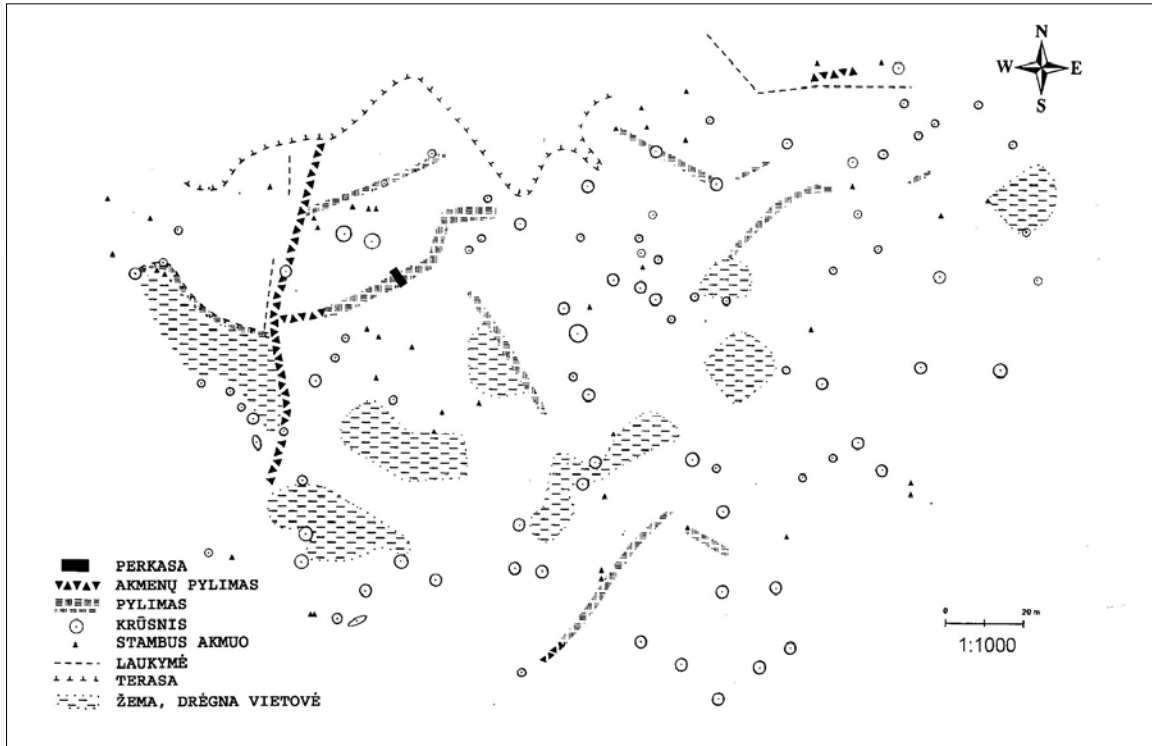 N
W E
S
PERKASA
AKMENŲ PYLIMAS
PYLIMAS
KRŪSNIS
STAMBUS AKMUO
LAUKYMĖ
TERASA
ŽEMA, DRĖGNA VIETOVĖ
0 20 m
1:1000